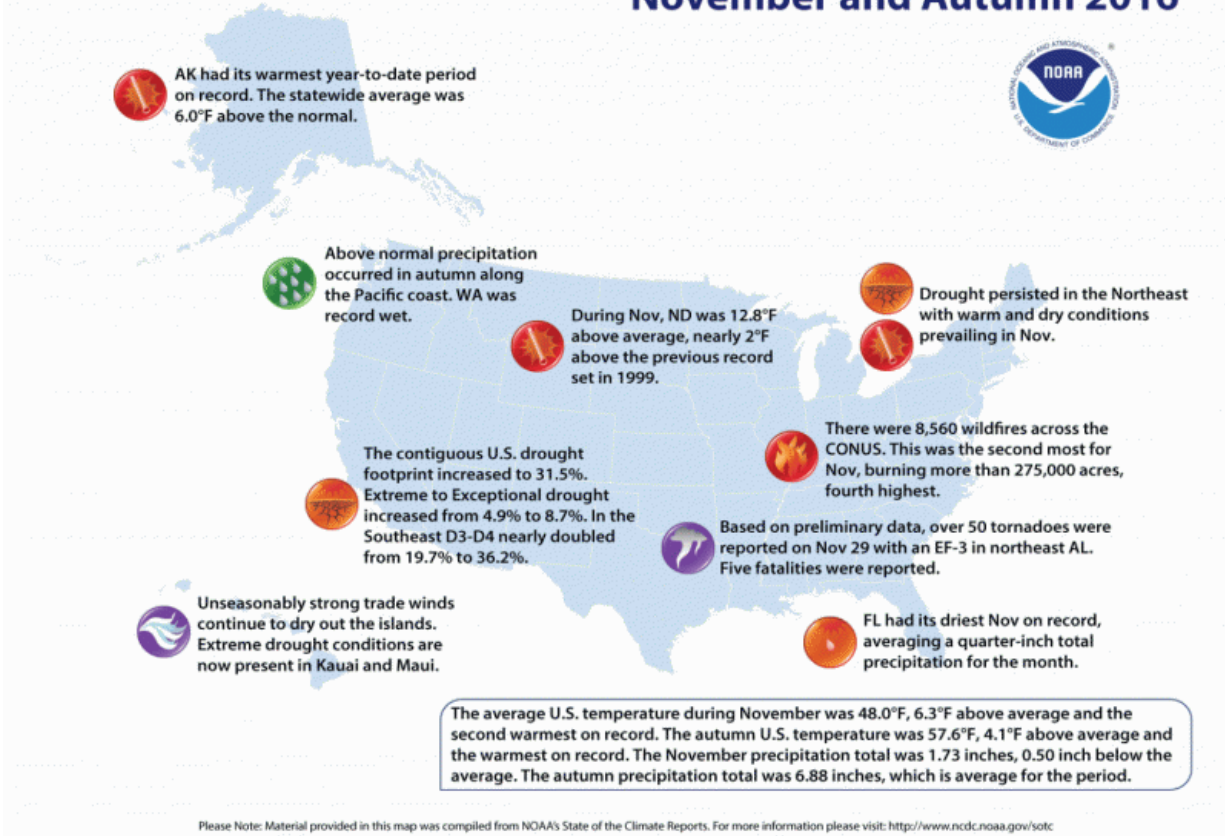 November and Autumn 2016
NATIONAL OCEANIC AND ATMOSPHERIC ADMINISTRATION
U.S. DEPARTMENT OF COMMERCE
NOAA
®
AK had its warmest year-to-date period
on record. The statewide average was
6.0°F above the normal.
Above normal precipitation
occurred in autumn along
the Pacific coast. WA was
record wet.
During Nov, ND was 12.8°F
above average, nearly 2°F
above the previous record
set in 1999.
Drought persisted in the Northeast
with warm and dry conditions
prevailing in Nov.
The contiguous U.S. drought
footprint increased to 31.5%.
Extreme to Exceptional drought
increased from 4.9% to 8.7%. In the
Southeast D3-D4 nearly doubled
from 19.7% to 36.2%.
There were 8,560 wildfires across the
CONUS. This was the second most for
Nov, burning more than 275,000 acres,
fourth highest.
Based on preliminary data, over 50 tornadoes were
reported on Nov 29 with an EF-3 in northeast AL.
Five fatalities were reported.
Unseasonably strong trade winds
continue to dry out the islands.
Extreme drought conditions are
now present in Kauai and Maui.
FL had its driest Nov on record,
averaging a quarter-inch total
precipitation for the month.
The average U.S. temperature during November was 48.0°F, 6.3°F above average and the
second warmest on record. The autumn U.S. temperature was 57.6°F, 4.1°F above average and
the warmest on record. The November precipitation total was 1.73 inches, 0.50 inch below the
average. The autumn precipitation total was 6.88 inches, which is average for the period.
Please Note: Material provided in this map was compiled from NOAA's State of the Climate Reports. For more information please visit: http://www.ncdc.noaa.gov/sotc